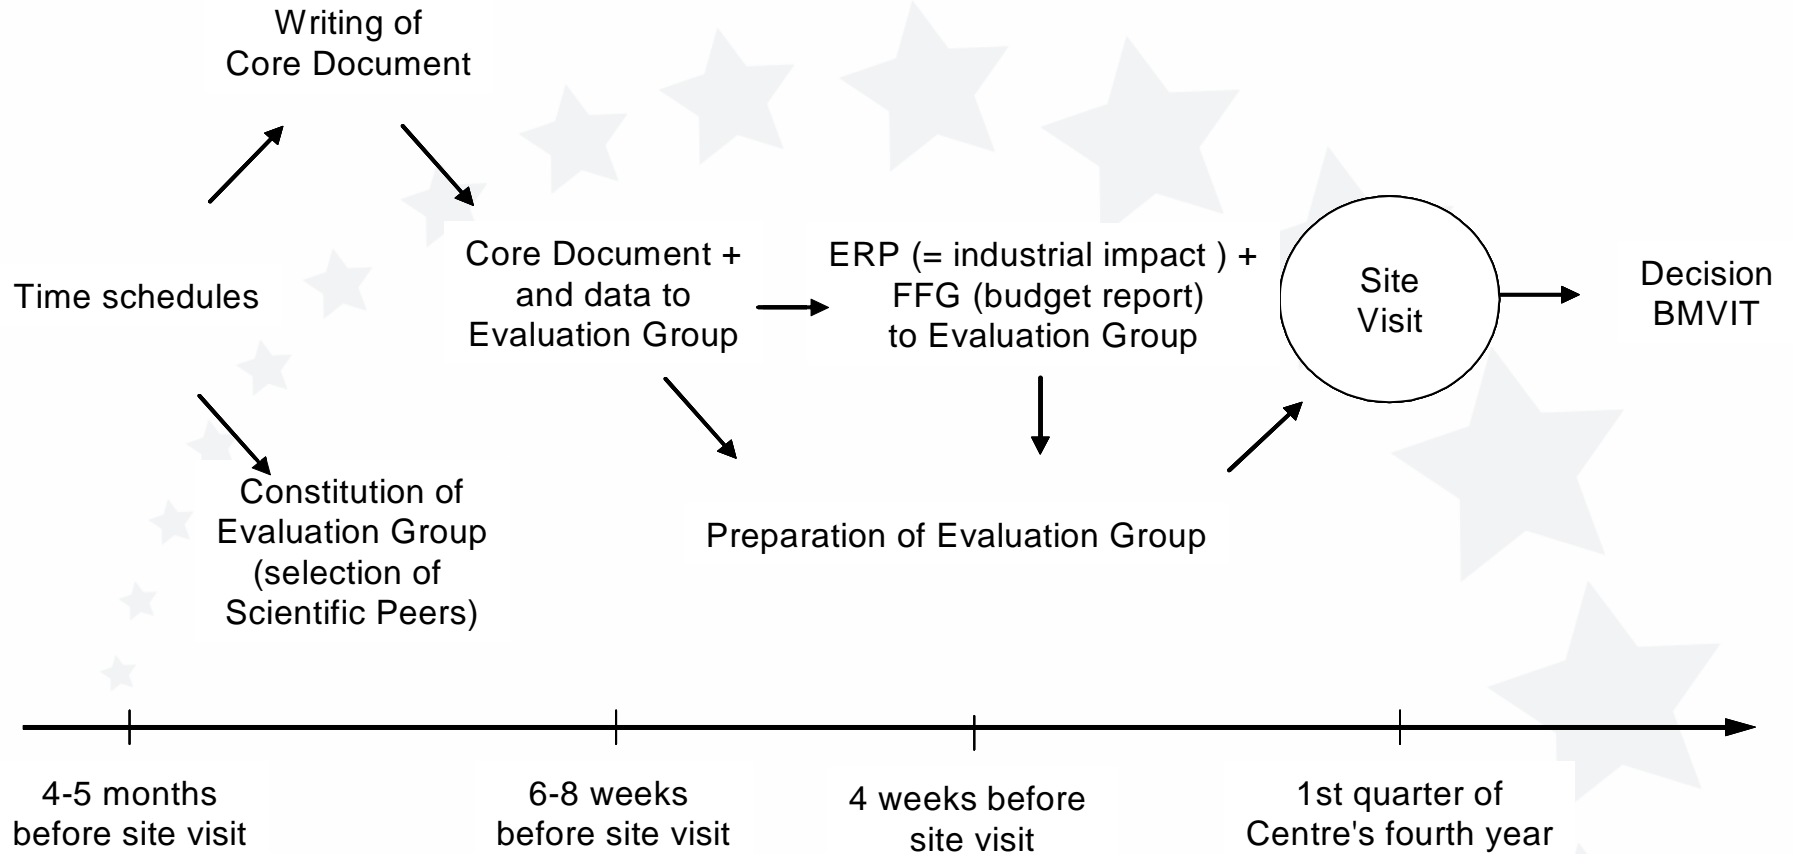 Writing of
Core Document
Time schedules
Core Document +
and data to
Evaluation Group
ERP (= industrial impact ) +
FFG (budget report)
to Evaluation Group
Site
Visit
Decision
BMVIT
Constitution of
Evaluation Group
(selection of
Scientific Peers)
Preparation of Evaluation Group
4-5 months
before site visit
6-8 weeks
before site visit
4 weeks before
site visit
1st quarter of
Centre's fourth year